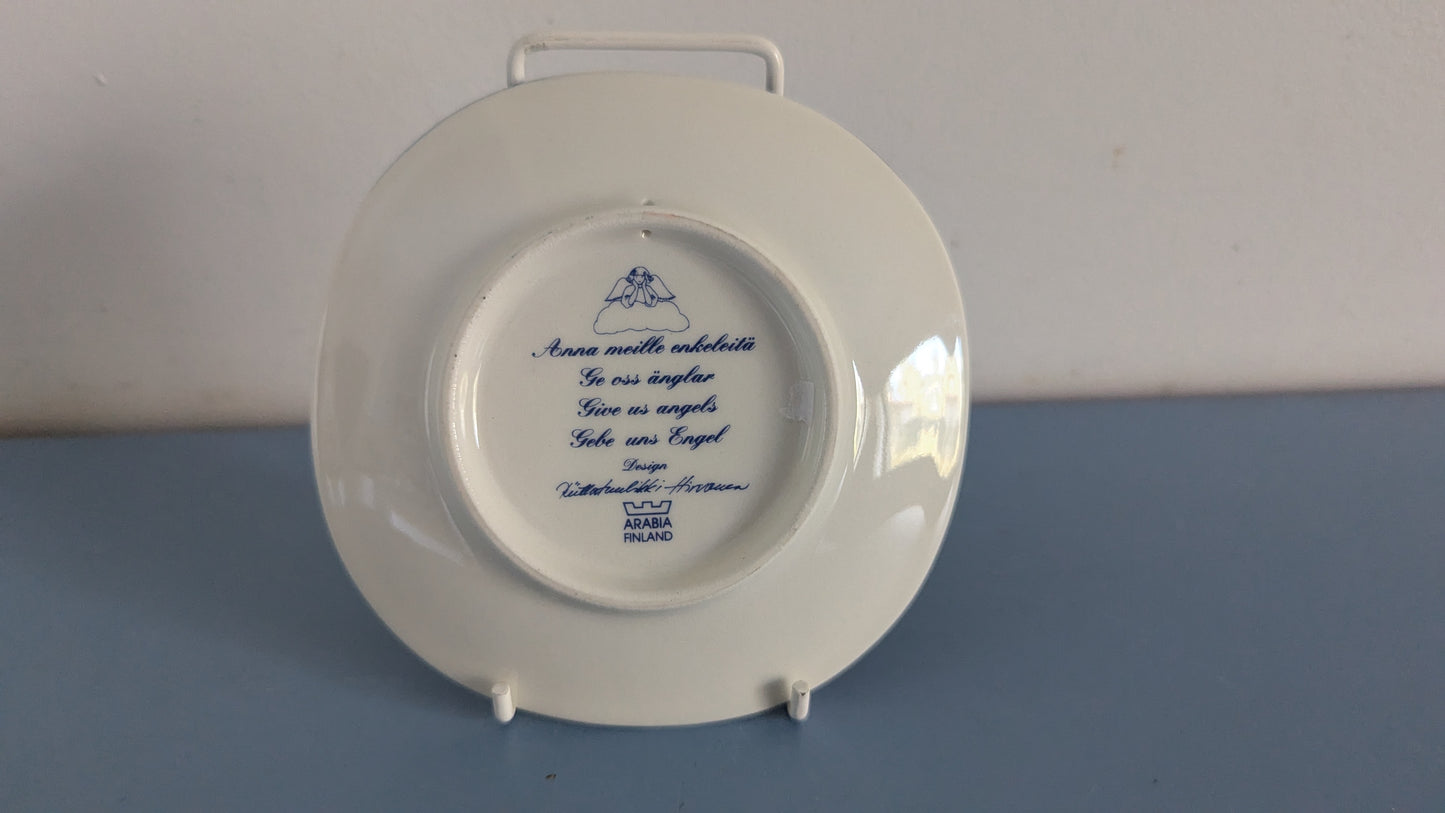 Anna meille enkeleitä
Ge oss änglar
Give us angels
Gebe uns Engel
Design
ARABIA
FINLAND